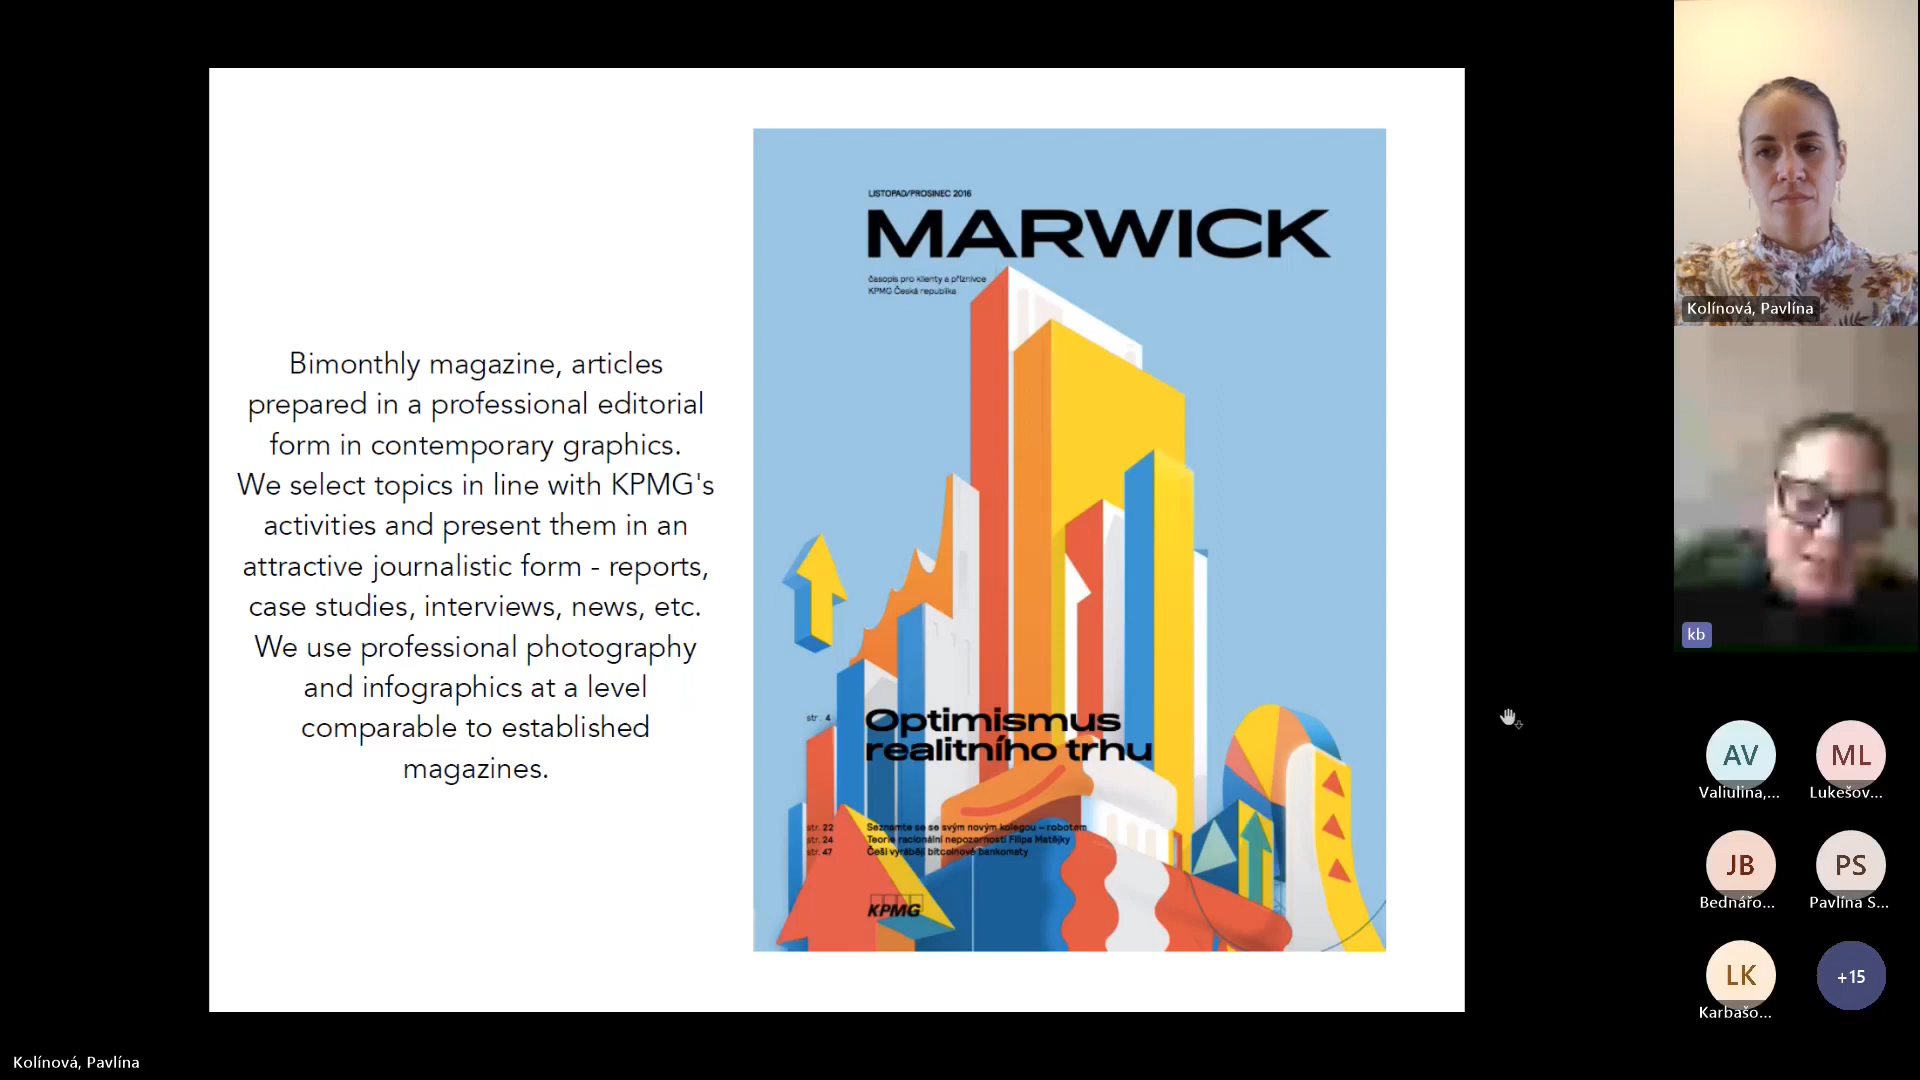 Bimonthly magazine, articles
prepared in a professional editorial
form in contemporary graphics.
We select topics in line with KPMG's
activities and present them in an
attractive journalistic form - reports,
case studies, interviews, news, etc.
We use professional photography
and infographics at a level
comparable to established
magazines.
LISTOPAD/PROSINEC 2016
MARWICK
časopis pro klienty a příznivce
KPMG Česká republika
str. 4
Optimismus
realitního trhu
str. 22 Seznamte se se svým novým kolegou – robotem
str. 24 Teorie racionální nepozornosti Filipa Matějky
str. 47 Češi vyrábějí bitcoinové bankomaty
KPMG
Kolínová, Pavlína
kb
AV
Valiulina,...
ML
Lukešov...
JB
Bednářo...
PS
Pavlína S...
LK
Karbašo...
+15
Kolínová, Pavlína